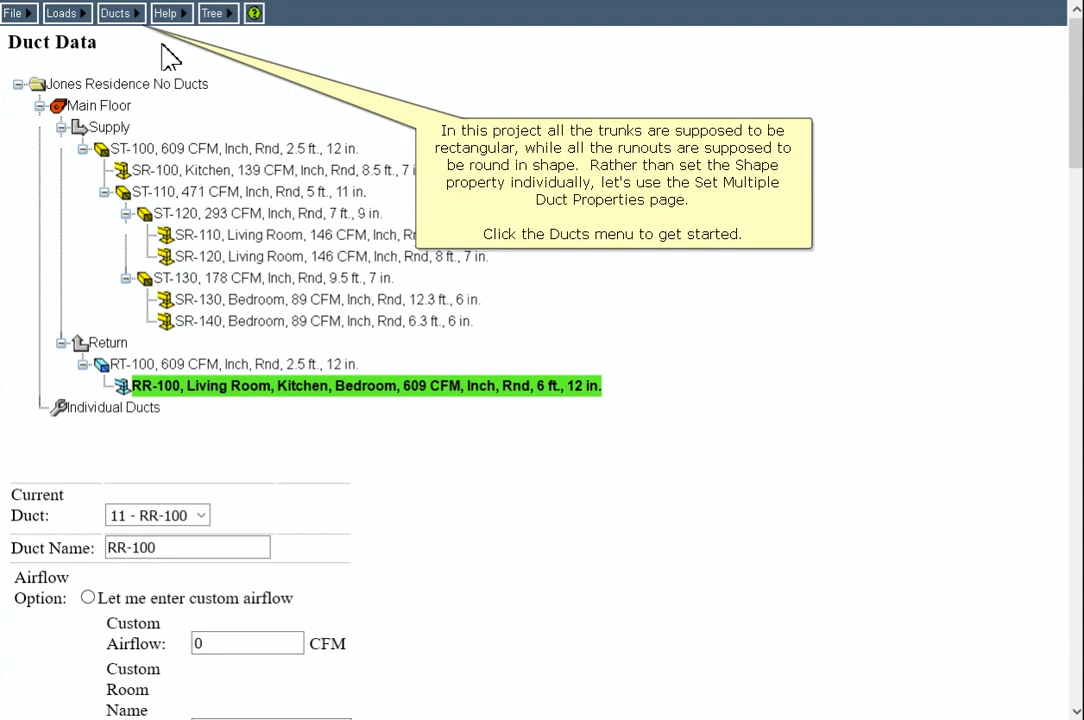 File Loads Ducts Help Tree ?
Duct Data
Jones Residence No Ducts
Main Floor
Supply
ST-100, 609 CFM, Inch, Rnd, 2.5 ft., 12 in.
SR-100, Kitchen, 139 CFM, Inch, Rnd, 8.5 ft., 7 i
ST-110, 471 CFM, Inch, Rnd, 5 ft., 11 in.
ST-120, 293 CFM, Inch, Rnd, 7 ft., 9 in.
SR-110, Living Room, 146 CFM, Inch, R
SR-120, Living Room, 146 CFM, Inch, Rnd, 8 ft., 7 in.
ST-130, 178 CFM, Inch, Rnd, 9.5 ft., 7 in.
SR-130, Bedroom, 89 CFM, Inch, Rnd, 12.3 ft., 6 in.
SR-140, Bedroom, 89 CFM, Inch, Rnd, 6.3 ft., 6 in.
Return
RT-100, 609 CFM, Inch, Rnd, 2.5 ft., 12 in.
RR-100, Living Room, Kitchen, Bedroom, 609 CFM, Inch, Rnd, 6 ft., 12 in.
Individual Ducts
In this project all the trunks are supposed to be
rectangular, while all the runouts are supposed to
be round in shape. Rather than set the Shape
property individually, let's use the Set Multiple
Duct Properties page.
Click the Ducts menu to get started.
Current
Duct: 11 - RR-100
Duct Name: RR-100
Airflow
Option: Let me enter custom airflow
Custom
Airflow: 0 CFM
Custom
Room
Name